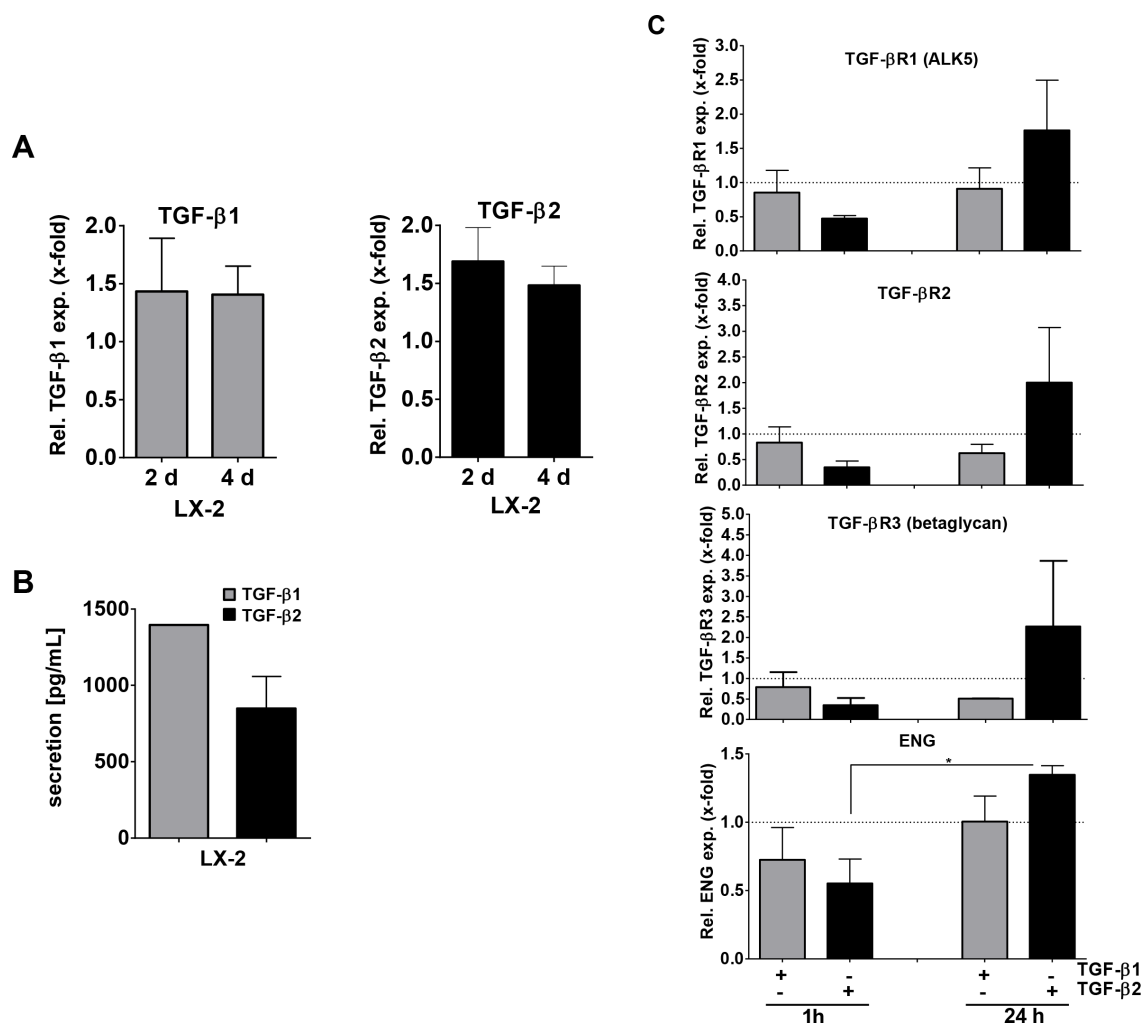 A
TGF-β1
Rel. TGF-β1 exp. (x-fold)
2.0
1.5
1.0
0.5
0.0
2 d 4 d
LX-2
TGF-β2
Rel. TGF-β2 exp. (x-fold)
2.0
1.5
1.0
0.5
0.0
2 d 4 d
LX-2
B
TGF-β1
TGF-β2
secretion [pg/mL]
1500
1000
500
0
LX-2
C
TGF-βR1 (ALK5)
Rel. TGF-βR1 exp. (x-fold)
3.0
2.5
2.0
1.5
1.0
0.5
0.0
TGF-βR2
Rel. TGF-βR2 exp. (x-fold)
4.0
3.5
3.0
2.5
2.0
1.5
1.0
0.5
0.0
TGF-βR3 (betaglycan)
Rel. TGF-βR3 exp. (x-fold)
5.0
4.5
4.0
3.5
3.0
2.5
2.0
1.5
1.0
0.5
0.0
ENG
*
Rel. ENG exp. (x-fold)
1.5
1.0
0.5
0.0
+ - + - TGF-β1
- + - + TGF-β2
1h 24 h